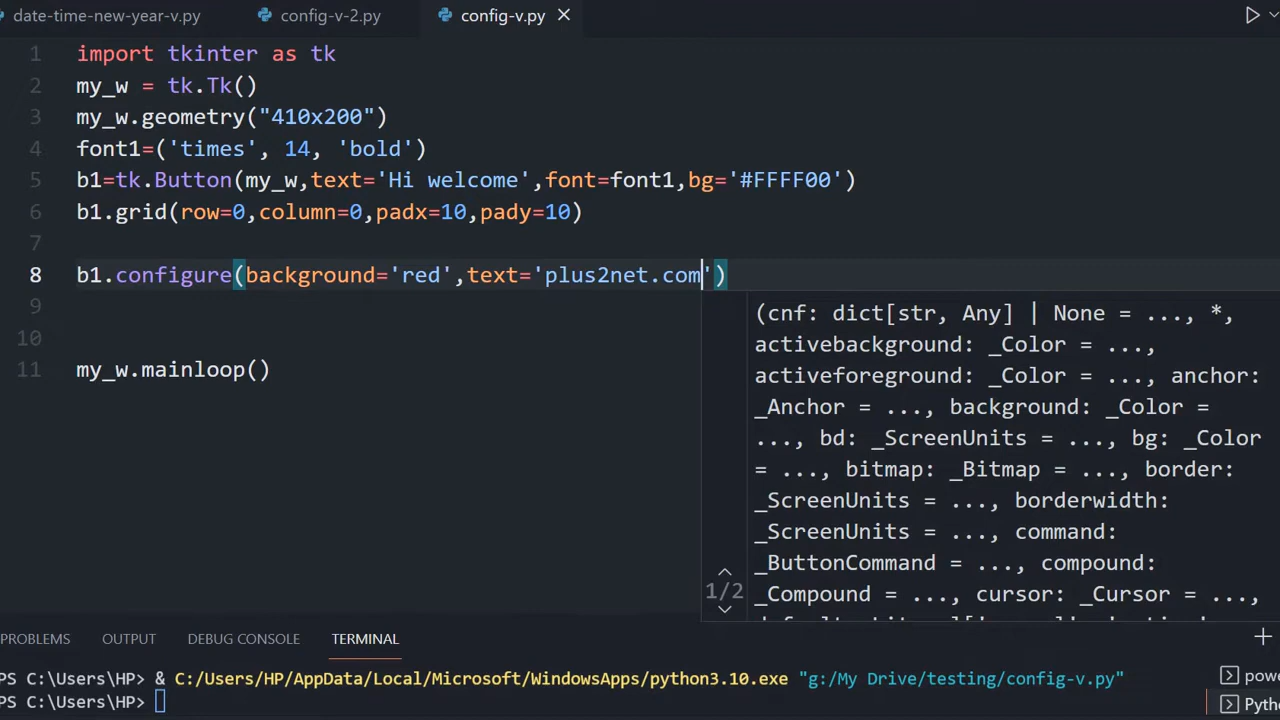 date-time-new-year-v.py config-v-2.py config-v.py
1 import tkinter as tk
2 my_w = tk.Tk()
3 my_w.geometry("410x200")
4 font1=('times', 14, 'bold')
5 b1=tk.Button(my_w,text='Hi welcome',font=font1,bg='#FFFF00')
6 b1.grid(row=0,column=0,padx=10,pady=10)
7
8 b1.configure(background='red',text='plus2net.com')
9
10
11 my_w.mainloop()
(cnf: dict[str, Any] | None = ..., *,
activebackground: _Color = ...,
activeforeground: _Color = ..., anchor:
_Anchor = ..., background: _Color =
..., bd: _ScreenUnits = ..., bg: _Color
= ..., bitmap: _Bitmap = ..., border:
_ScreenUnits = ..., borderwidth:
_ScreenUnits = ..., command:
_ButtonCommand = ..., compound:
_Compound = ..., cursor: _Cursor = ...,
1/2
PROBLEMS OUTPUT DEBUG CONSOLE TERMINAL
PS C:\Users\HP> & C:/Users/HP/AppData/Local/Microsoft/WindowsApps/python3.10.exe "g:/My Drive/testing/config-v.py"
PS C:\Users\HP>
powe
Pytho